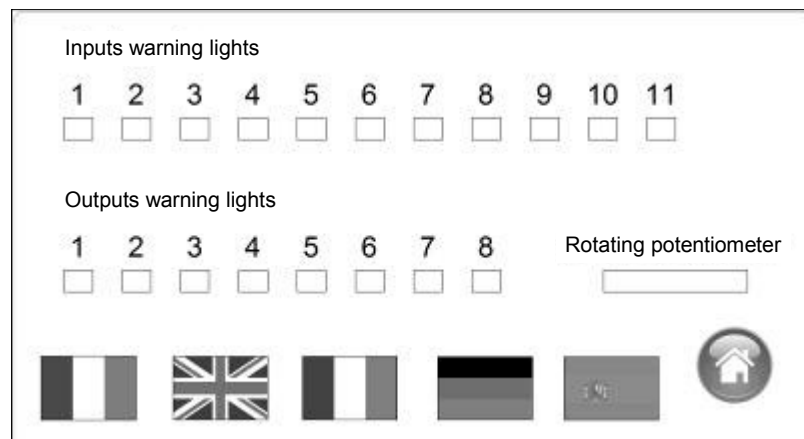 Inputs warning lights
1 2 3 4 5 6 7 8 9 10 11
Outputs warning lights
1 2 3 4 5 6 7 8
Rotating potentiometer